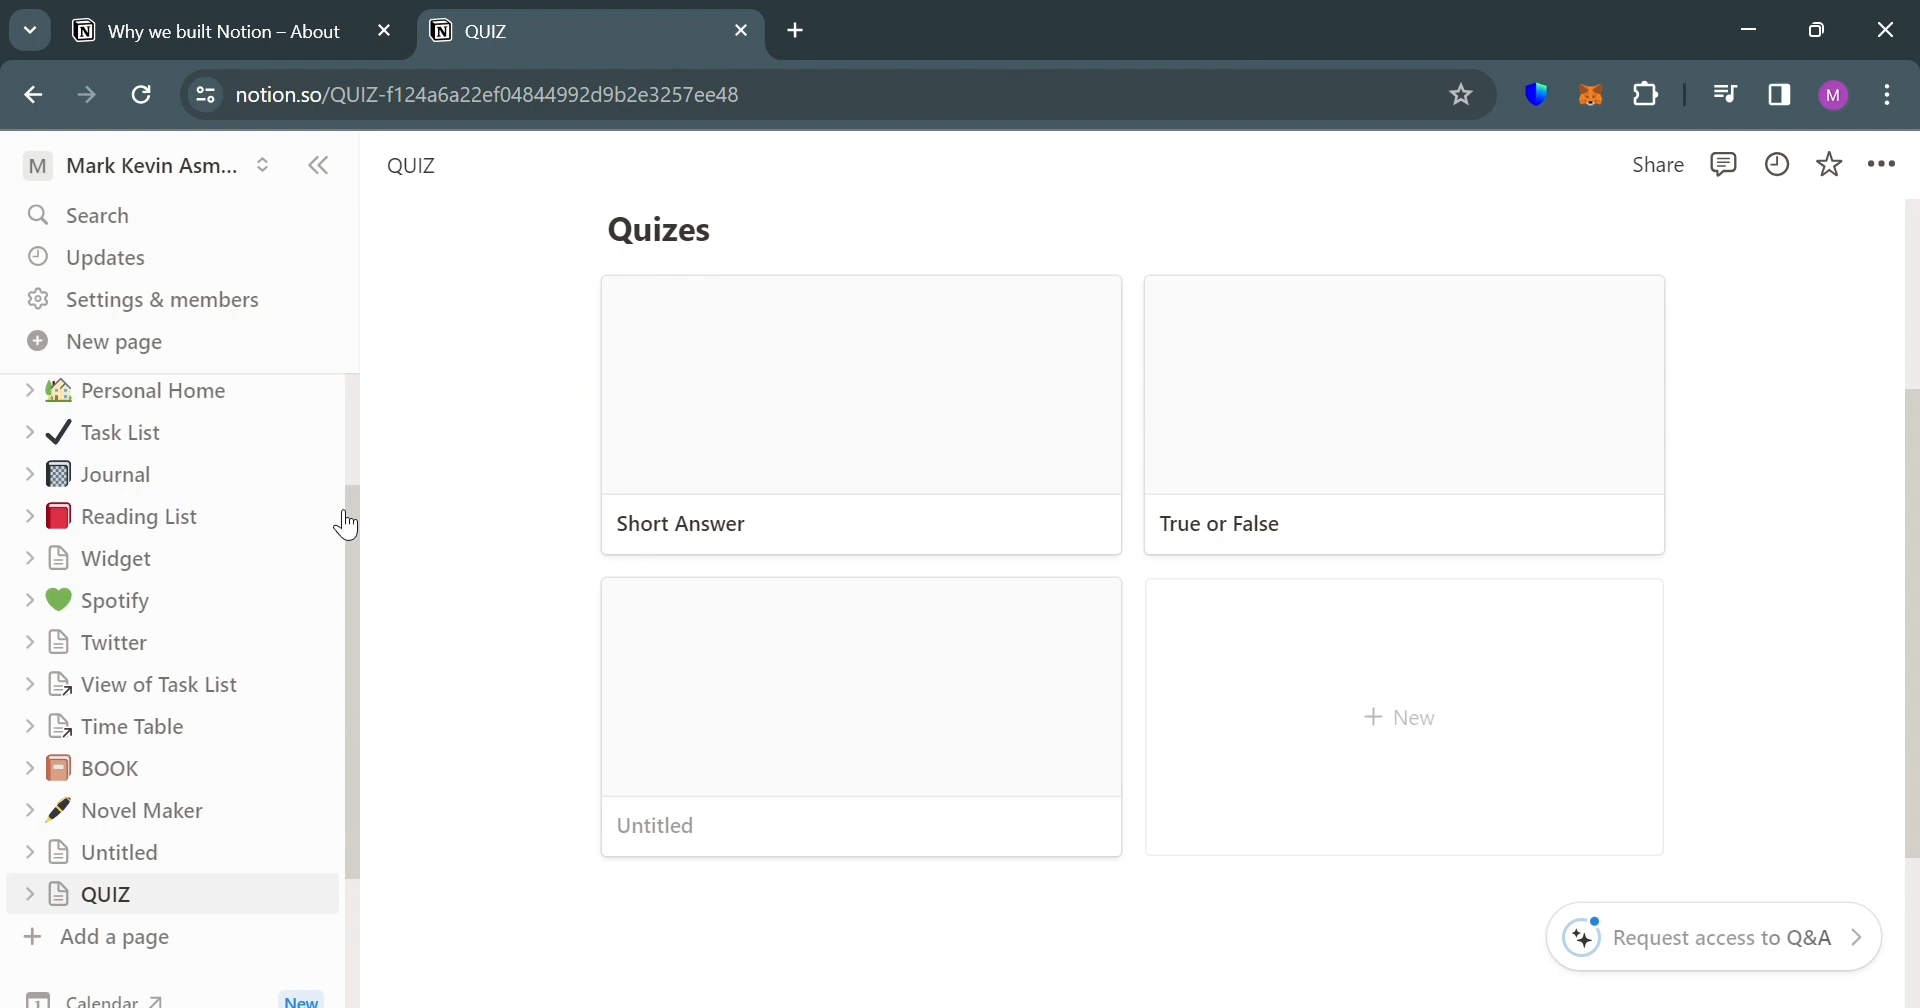 Why we built Notion – About
QUIZ
notion.so/QUIZ-f124a6a22ef04844992d9b2e3257ee48
M
M Mark Kevin Asm...
Search
Updates
Settings & members
New page
Personal Home
Task List
Journal
Reading List
Widget
Spotify
Twitter
View of Task List
Time Table
BOOK
Novel Maker
Untitled
QUIZ
Add a page
Calendar New
QUIZ
Share
Quizes
Short Answer
True or False
Untitled
New
Request access to Q&A